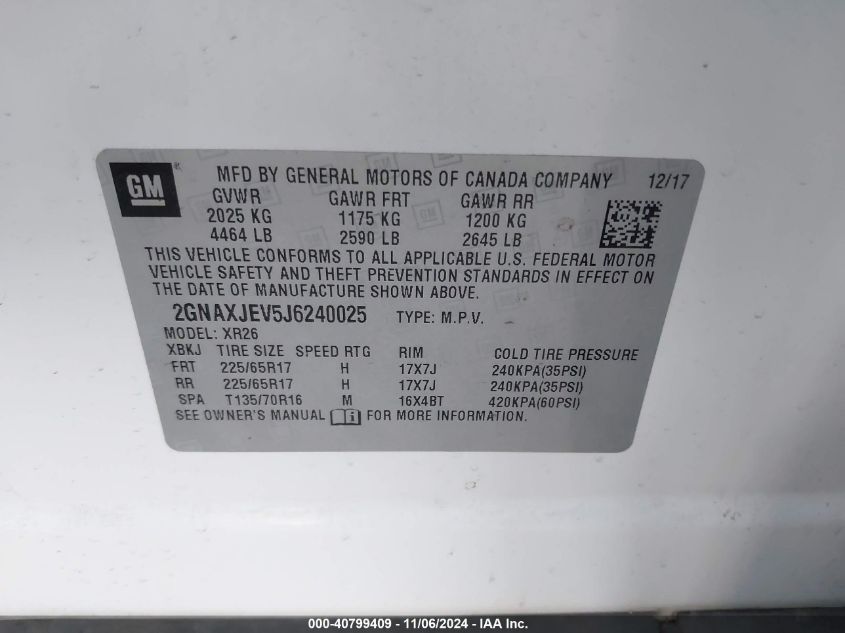 GM
MFD BY GENERAL MOTORS OF CANADA COMPANY 12/17
GVWR GAWR FRT GAWR RR
2025 KG 1175 KG 1200 KG
4464 LB 2590 LB 2645 LB
THIS VEHICLE CONFORMS TO ALL APPLICABLE U.S. FEDERAL MOTOR
VEHICLE SAFETY AND THEFT PREVENTION STANDARDS IN EFFECT ON
THE DATE OF MANUFACTURE SHOWN ABOVE.
2GNAXJEV5J6240025 TYPE: M.P.V.
MODEL: XR26
XBKJ TIRE SIZE SPEED RTG RIM COLD TIRE PRESSURE
FRT 225/65R17 H 17X7J 240KPA(35PSI)
RR 225/65R17 H 17X7J 240KPA(35PSI)
SPA T135/70R16 M 16X4BT 420KPA(60PSI)
SEE OWNER'S MANUAL FOR MORE INFORMATION.
000-40799409 - 11/06/2024 - IAA Inc.